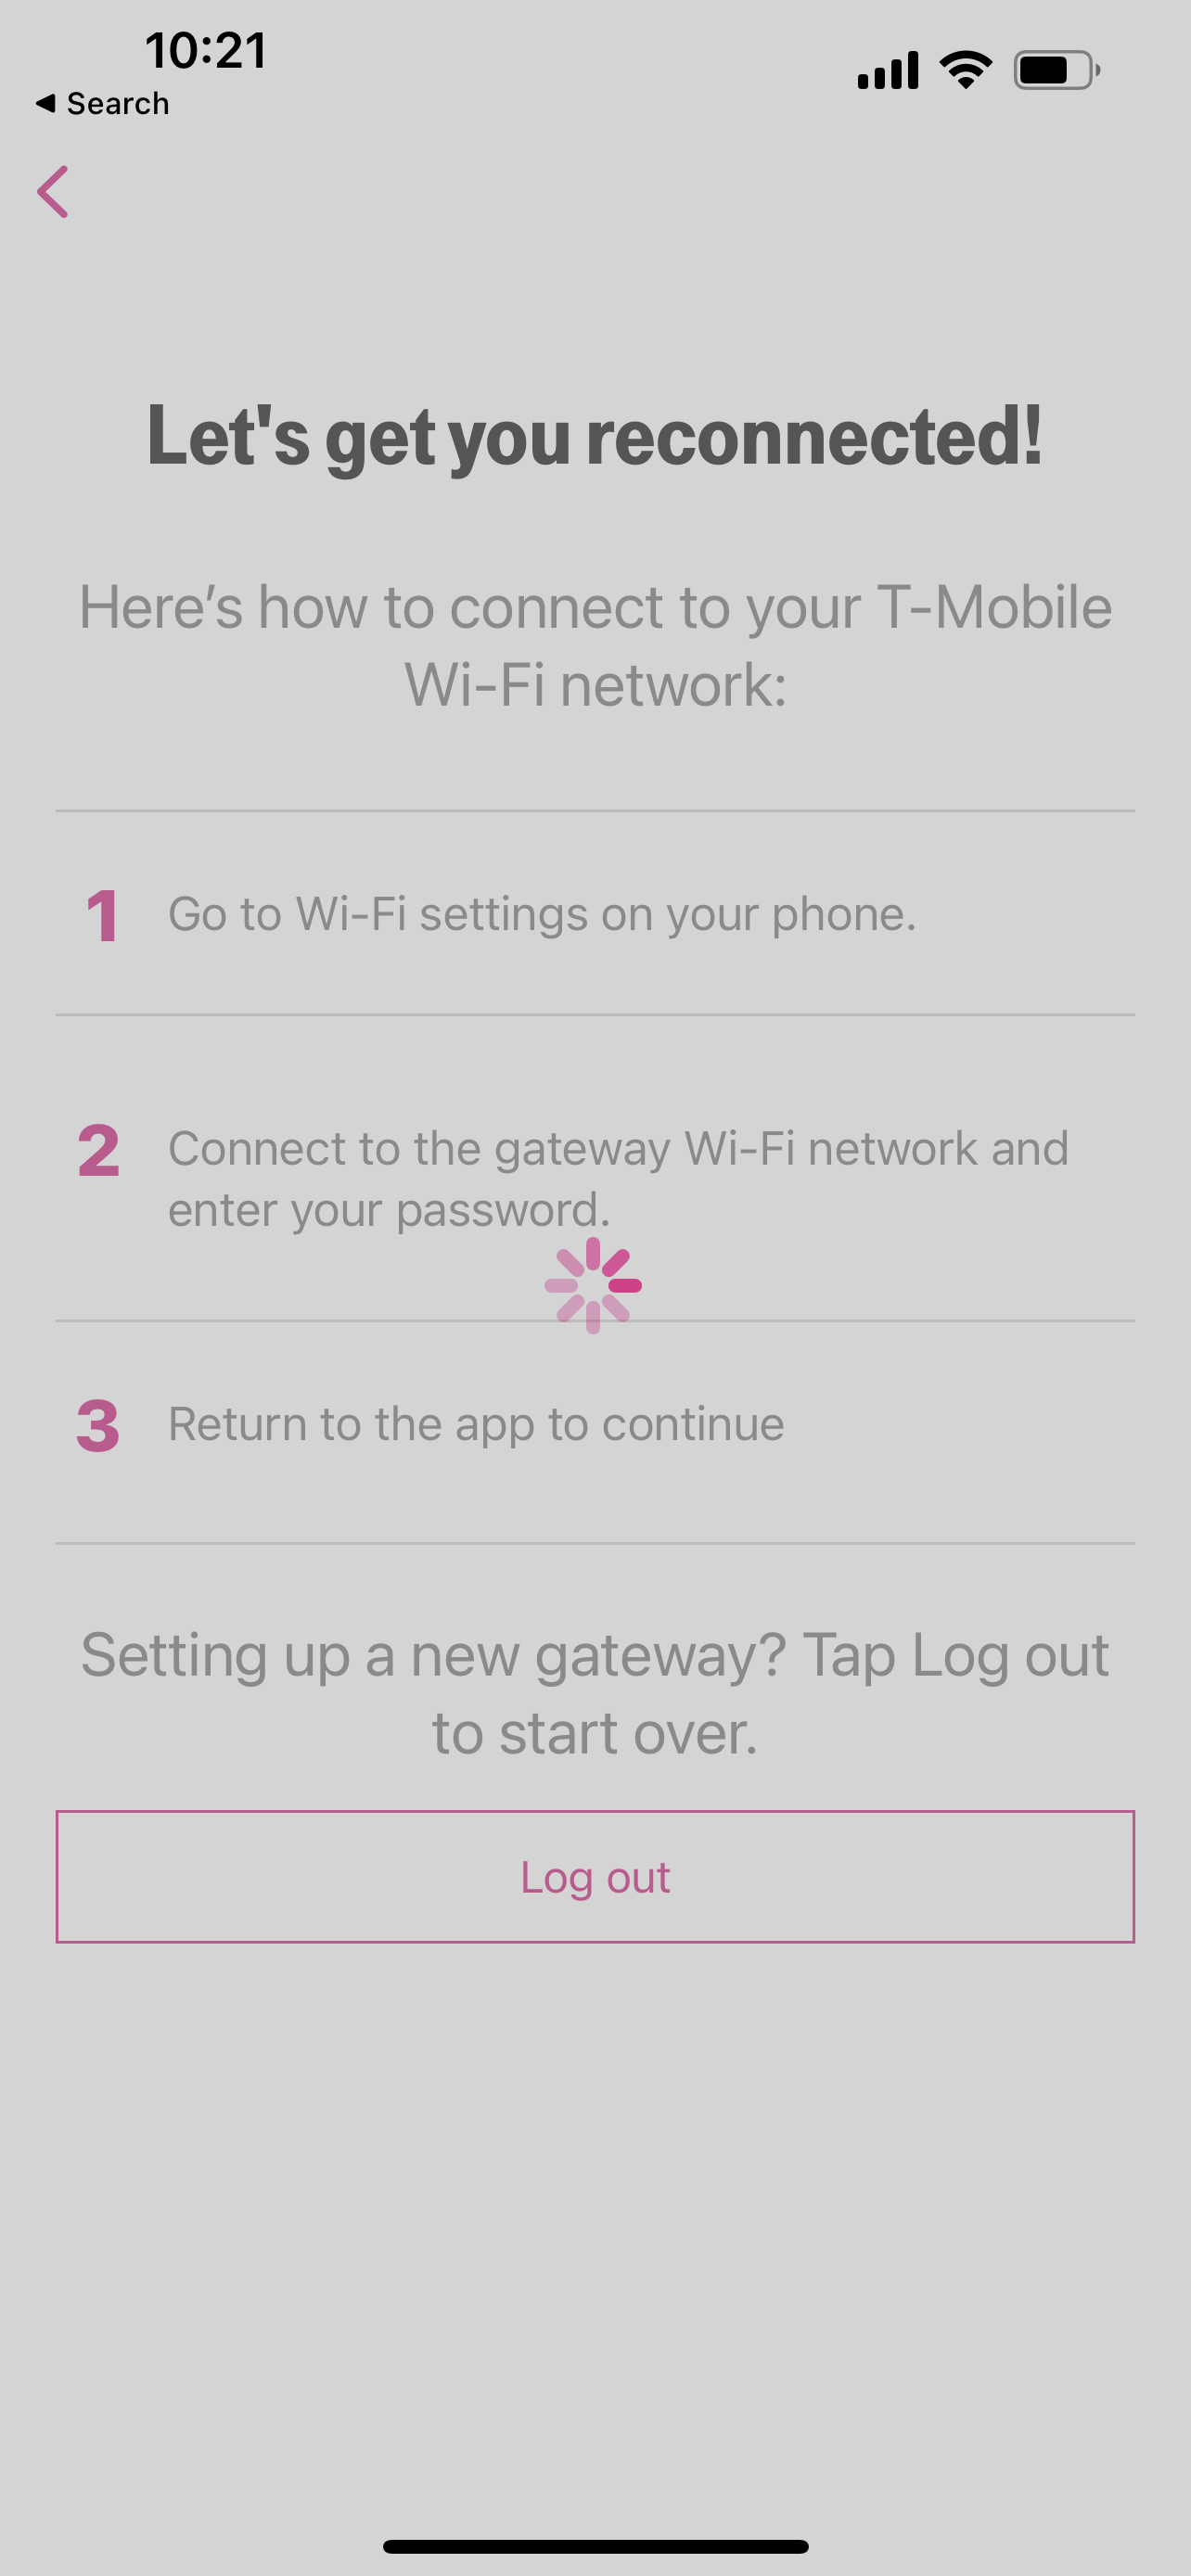 10:21
Search
Let's get you reconnected!
Here’s how to connect to your T-Mobile
Wi-Fi network:
1 Go to Wi-Fi settings on your phone.
2 Connect to the gateway Wi-Fi network and
enter your password.
3 Return to the app to continue
Setting up a new gateway? Tap Log out
to start over.
Log out